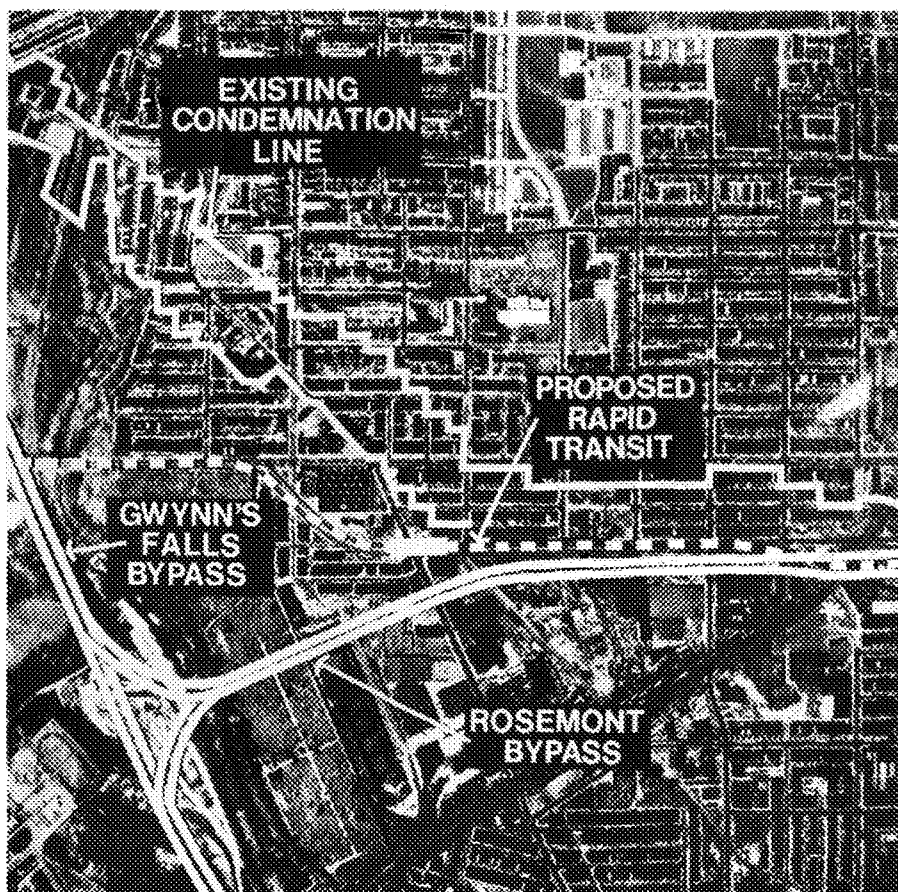 EXISTING
CONDEMNATION
LINE
PROPOSED
RAPID
TRANSIT
GWYNN'S
FALLS
BYPASS
ROSEMONT
BYPASS